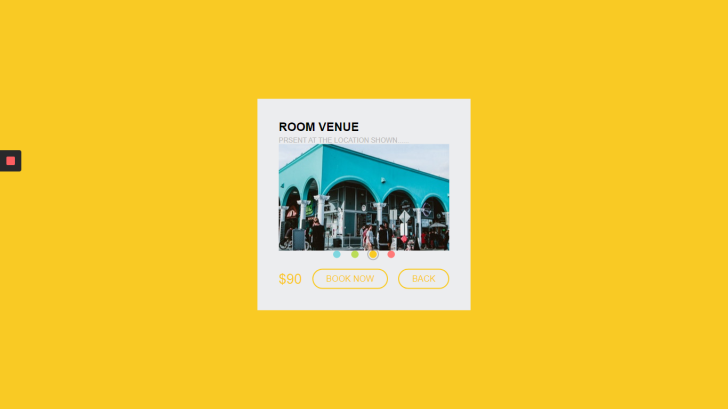 ROOM VENUE
PRSENT AT THE LOCATION SHOWN ....
$90
BOOK NOW
BACK